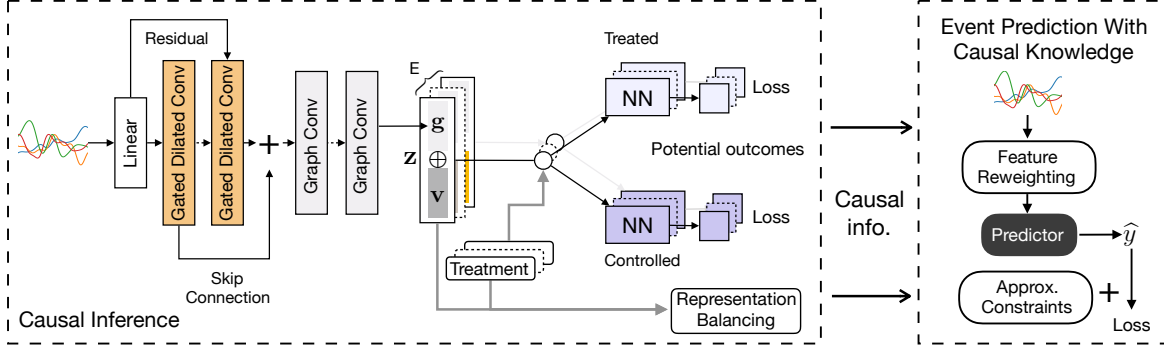 Residual
Linear
Gated Dilated Conv
Gated Dilated Conv
+
Skip
Connection
Graph Conv
Graph Conv
E
g
z
⊕
v
Treatment
Treated
NN
Loss
Potential outcomes
NN
Loss
Controlled
Representation
Balancing
Causal Inference
Causal
info.
Event Prediction With
Causal Knowledge
Feature
Reweighting
Predictor
ŷ
Approx.
Constraints
+
Loss